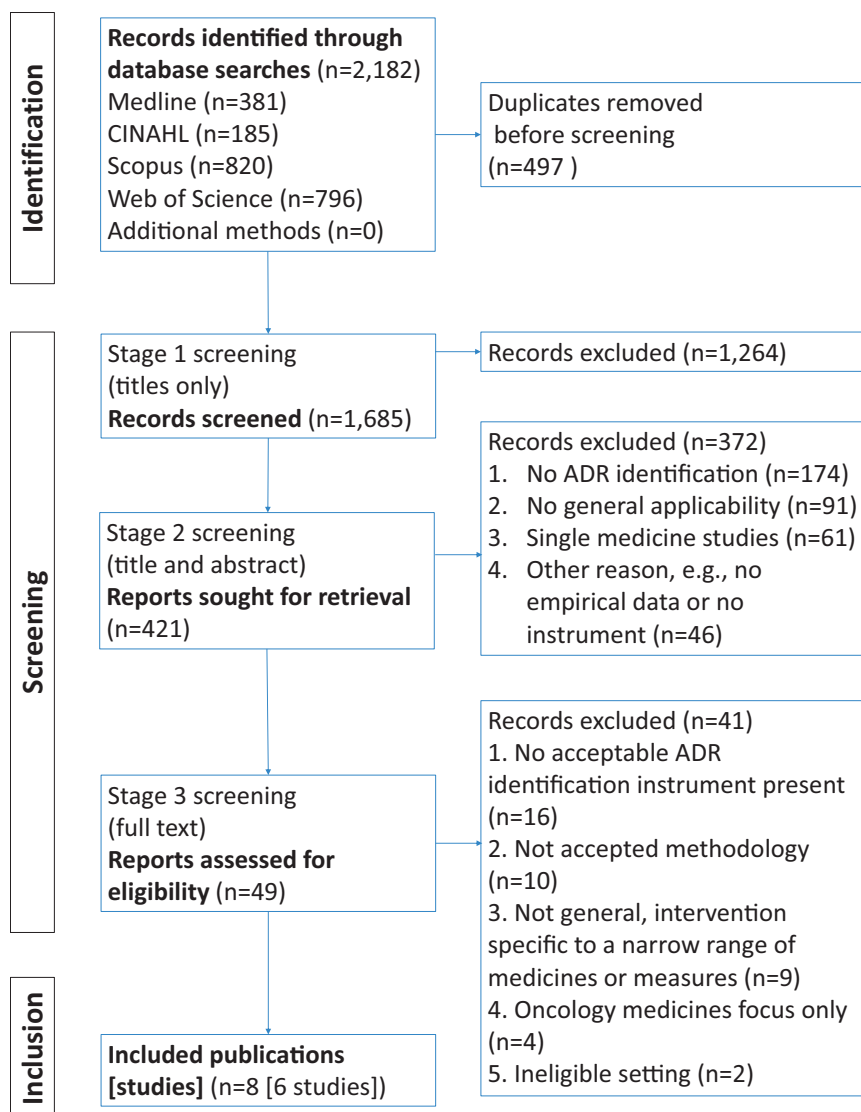 Identification
Records identified through
database searches (n=2,182)
Medline (n=381)
CINAHL (n=185)
Scopus (n=820)
Web of Science (n=796)
Additional methods (n=0)
Duplicates removed
before screening
(n=497 )
Screening
Stage 1 screening
(titles only)
Records screened (n=1,685)
Records excluded (n=1,264)
Stage 2 screening
(title and abstract)
Reports sought for retrieval
(n=421)
Records excluded (n=372)
1. No ADR identification (n=174)
2. No general applicability (n=91)
3. Single medicine studies (n=61)
4. Other reason, e.g., no
empirical data or no
instrument (n=46)
Stage 3 screening
(full text)
Reports assessed for
eligibility (n=49)
Records excluded (n=41)
1. No acceptable ADR
identification instrument present
(n=16)
2. Not accepted methodology
(n=10)
3. Not general, intervention
specific to a narrow range of
medicines or measures (n=9)
4. Oncology medicines focus only
(n=4)
5. Ineligible setting (n=2)
Inclusion
Included publications
[studies] (n=8 [6 studies])